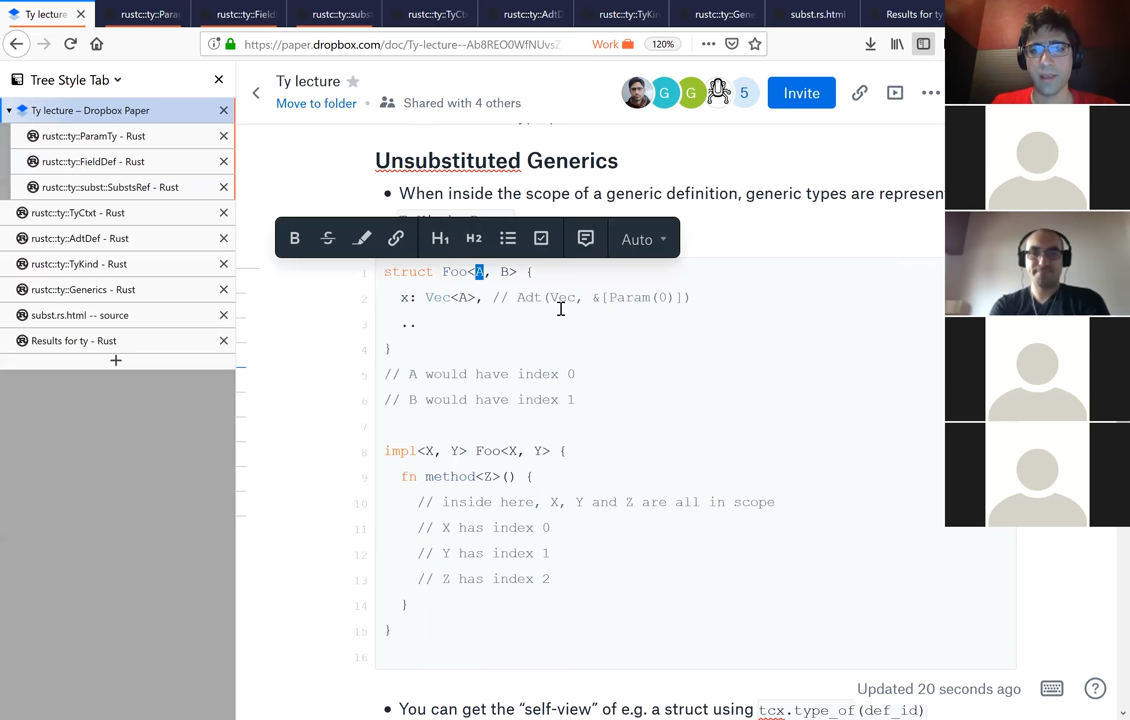 Ty lecture
rustc::ty::Para
rustc::ty::Field
rustc::ty::subs
rustc::ty::TyCt
rustc::ty::AdtD
rustc::ty::TyKin
rustc::ty::Gene
subst.rs.html
Results for ty
https://paper.dropbox.com/doc/Ty-lecture--Ab8REO0WfNUvsZ
Work
120%
Tree Style Tab
Ty lecture – Dropbox Paper
rustc::ty::ParamTy - Rust
rustc::ty::FieldDef - Rust
rustc::ty::subst::SubstsRef - Rust
rustc::ty::TyCtxt - Rust
rustc::ty::AdtDef - Rust
rustc::ty::TyKind - Rust
rustc::ty::Generics - Rust
subst.rs.html -- source
Results for ty - Rust
Ty lecture
Move to folder
Shared with 4 others
G
G
5
Invite
Unsubstituted Generics
• When inside the scope of a generic definition, generic types are represen
B
S
H1
H2
Auto
1 struct Foo<A, B> {
2 x: Vec<A>, // Adt(Vec, &[Param(0)])
3 ..
4 }
5 // A would have index 0
6 // B would have index 1
7
8 impl<X, Y> Foo<X, Y> {
9 fn method<Z>() {
10 // inside here, X, Y and Z are all in scope
11 // X has index 0
12 // Y has index 1
13 // Z has index 2
14 }
15 }
16
Updated 20 seconds ago
• You can get the “self-view” of e.g. a struct using tcx.type_of(def_id)